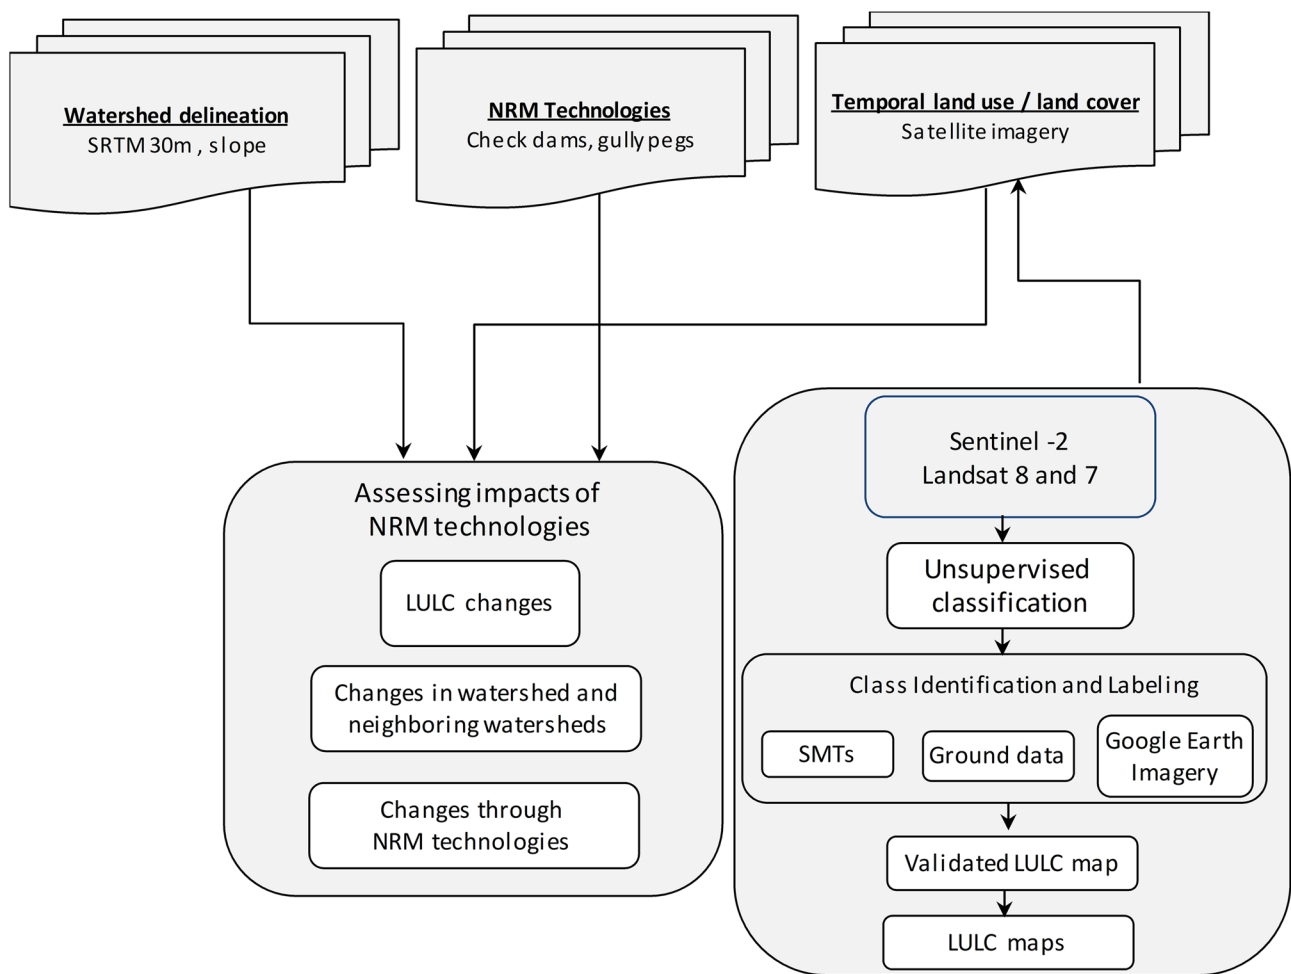 Watershed delineation
SRTM 30m , slope
NRM Technologies
Check dams, gully pegs
Temporal land use / land cover
Satellite imagery
Assessing impacts of
NRM technologies
LULC changes
Changes in watershed and
neighboring watersheds
Changes through
NRM technologies
Sentinel -2
Landsat 8 and 7
Unsupervised
classification
Class Identification and Labeling
SMTs
Ground data
Google Earth
Imagery
Validated LULC map
LULC maps